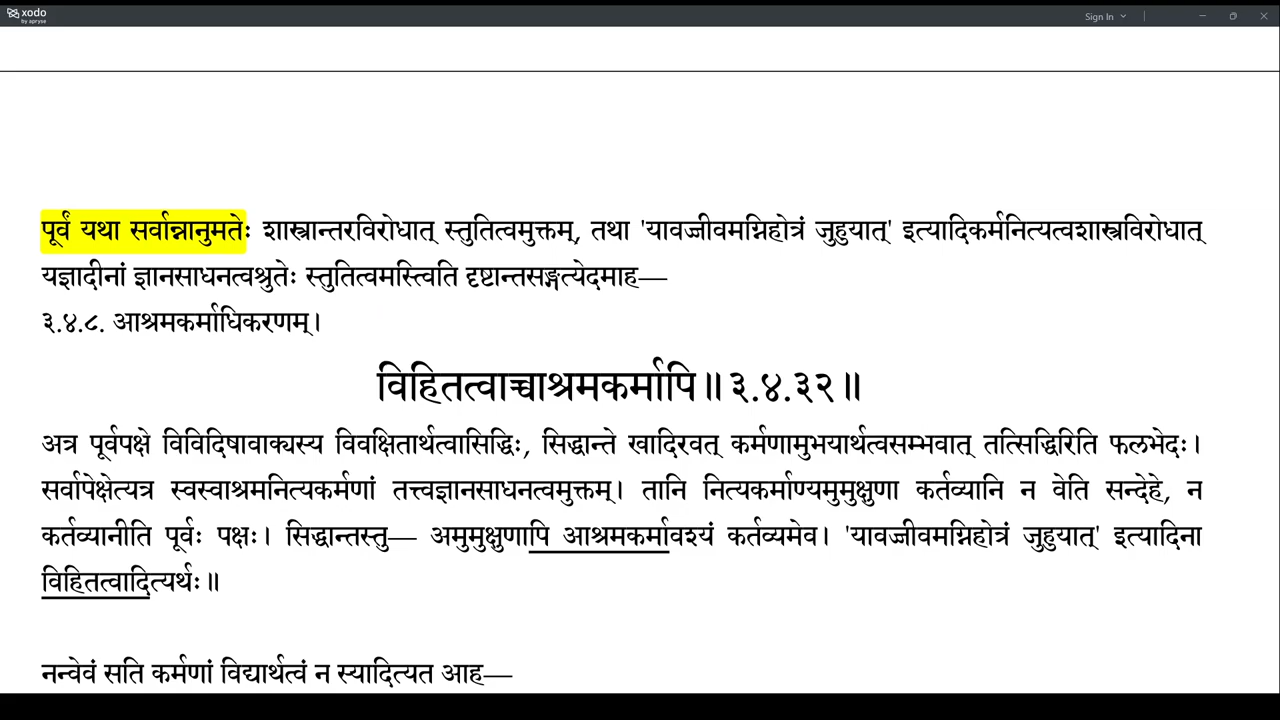 xodo
by apryse
Sign In
पूर्वं यथा सर्वान्नानुमतेः शास्त्रान्तरविरोधात् स्तुतित्वमुक्तम्, तथा 'यावज्जीवमग्निहोत्रं जुहुयात्' इत्यादिकर्मनित्यत्वशास्त्रविरोधात्
यज्ञादीनां ज्ञानसाधनत्वश्रुतेः स्तुतित्वमस्त्विति दृष्टान्तसङ्गत्येदमाह—
३.४.८. आश्रमकर्माधिकरणम्।
विहितत्वाच्चाश्रमकर्मापि॥३.४.३२॥
अत्र पूर्वपक्षे विविदिषावाक्यस्य विवक्षितार्थत्वासिद्धिः, सिद्धान्ते खादिरवत् कर्मणामुभयार्थत्वसम्भवात् तत्सिद्धिरिति फलभेदः।
सर्वापेक्षेत्यत्र स्वस्वाश्रमनित्यकर्मणां तत्त्वज्ञानसाधनत्वमुक्तम्। तानि नित्यकर्माण्यमुमुक्षुणा कर्तव्यानि न वेति सन्देहे, न
कर्तव्यानीति पूर्वः पक्षः। सिद्धान्तस्तु— अमुमुक्षुणापि आश्रमकर्मावश्यं कर्तव्यमेव। 'यावज्जीवमग्निहोत्रं जुहुयात्' इत्यादिना
विहितत्वादित्यर्थः॥
नन्वेवं सति कर्मणां विद्यार्थत्वं न स्यादित्यत आह—